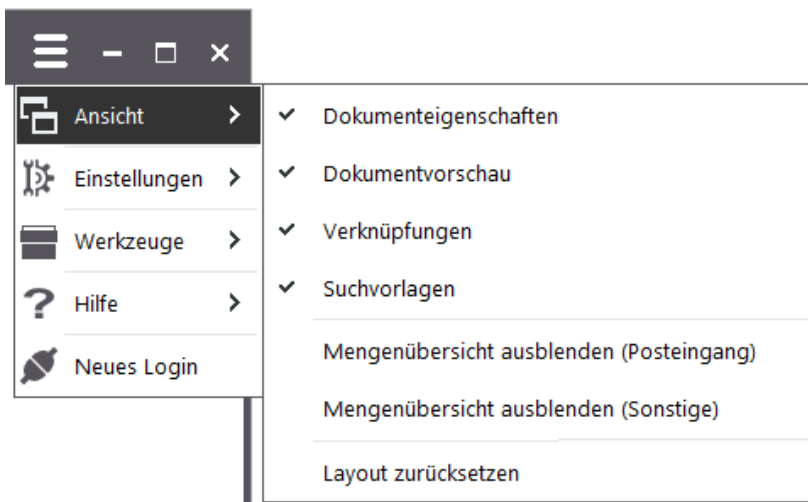 Ansicht
Einstellungen
Werkzeuge
Hilfe
Neues Login
Dokumenteigenschaften
Dokumentvorschau
Verknüpfungen
Suchvorlagen
Mengenübersicht ausblenden (Posteingang)
Mengenübersicht ausblenden (Sonstige)
Layout zurücksetzen